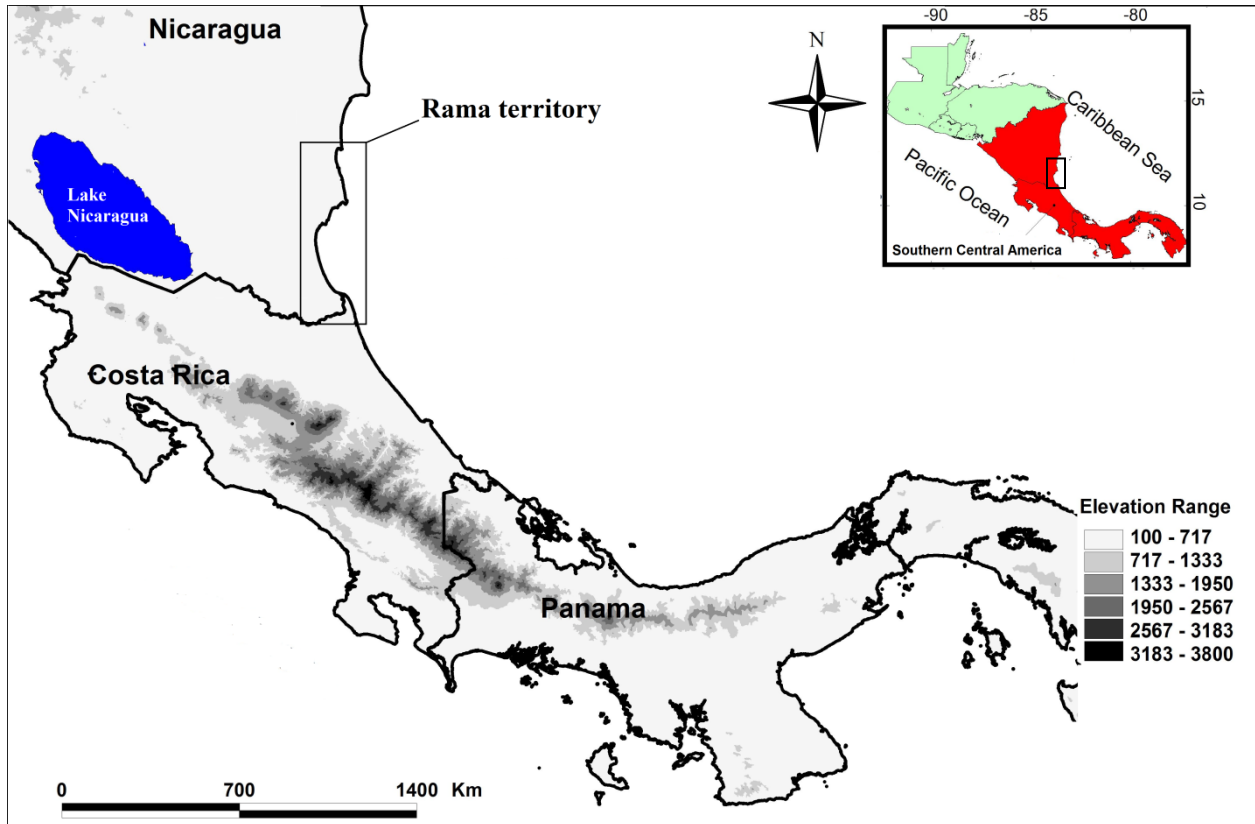 Nicaragua
N
-90 -85 -80
Rama territory
Caribbean Sea
15
Pacific Ocean
10
Lake
Nicaragua
Southern Central America
Costa Rica
Elevation Range
100 - 717
717 - 1333
1333 - 1950
1950 - 2567
2567 - 3183
3183 - 3800
Panama
0 700 1400 Km